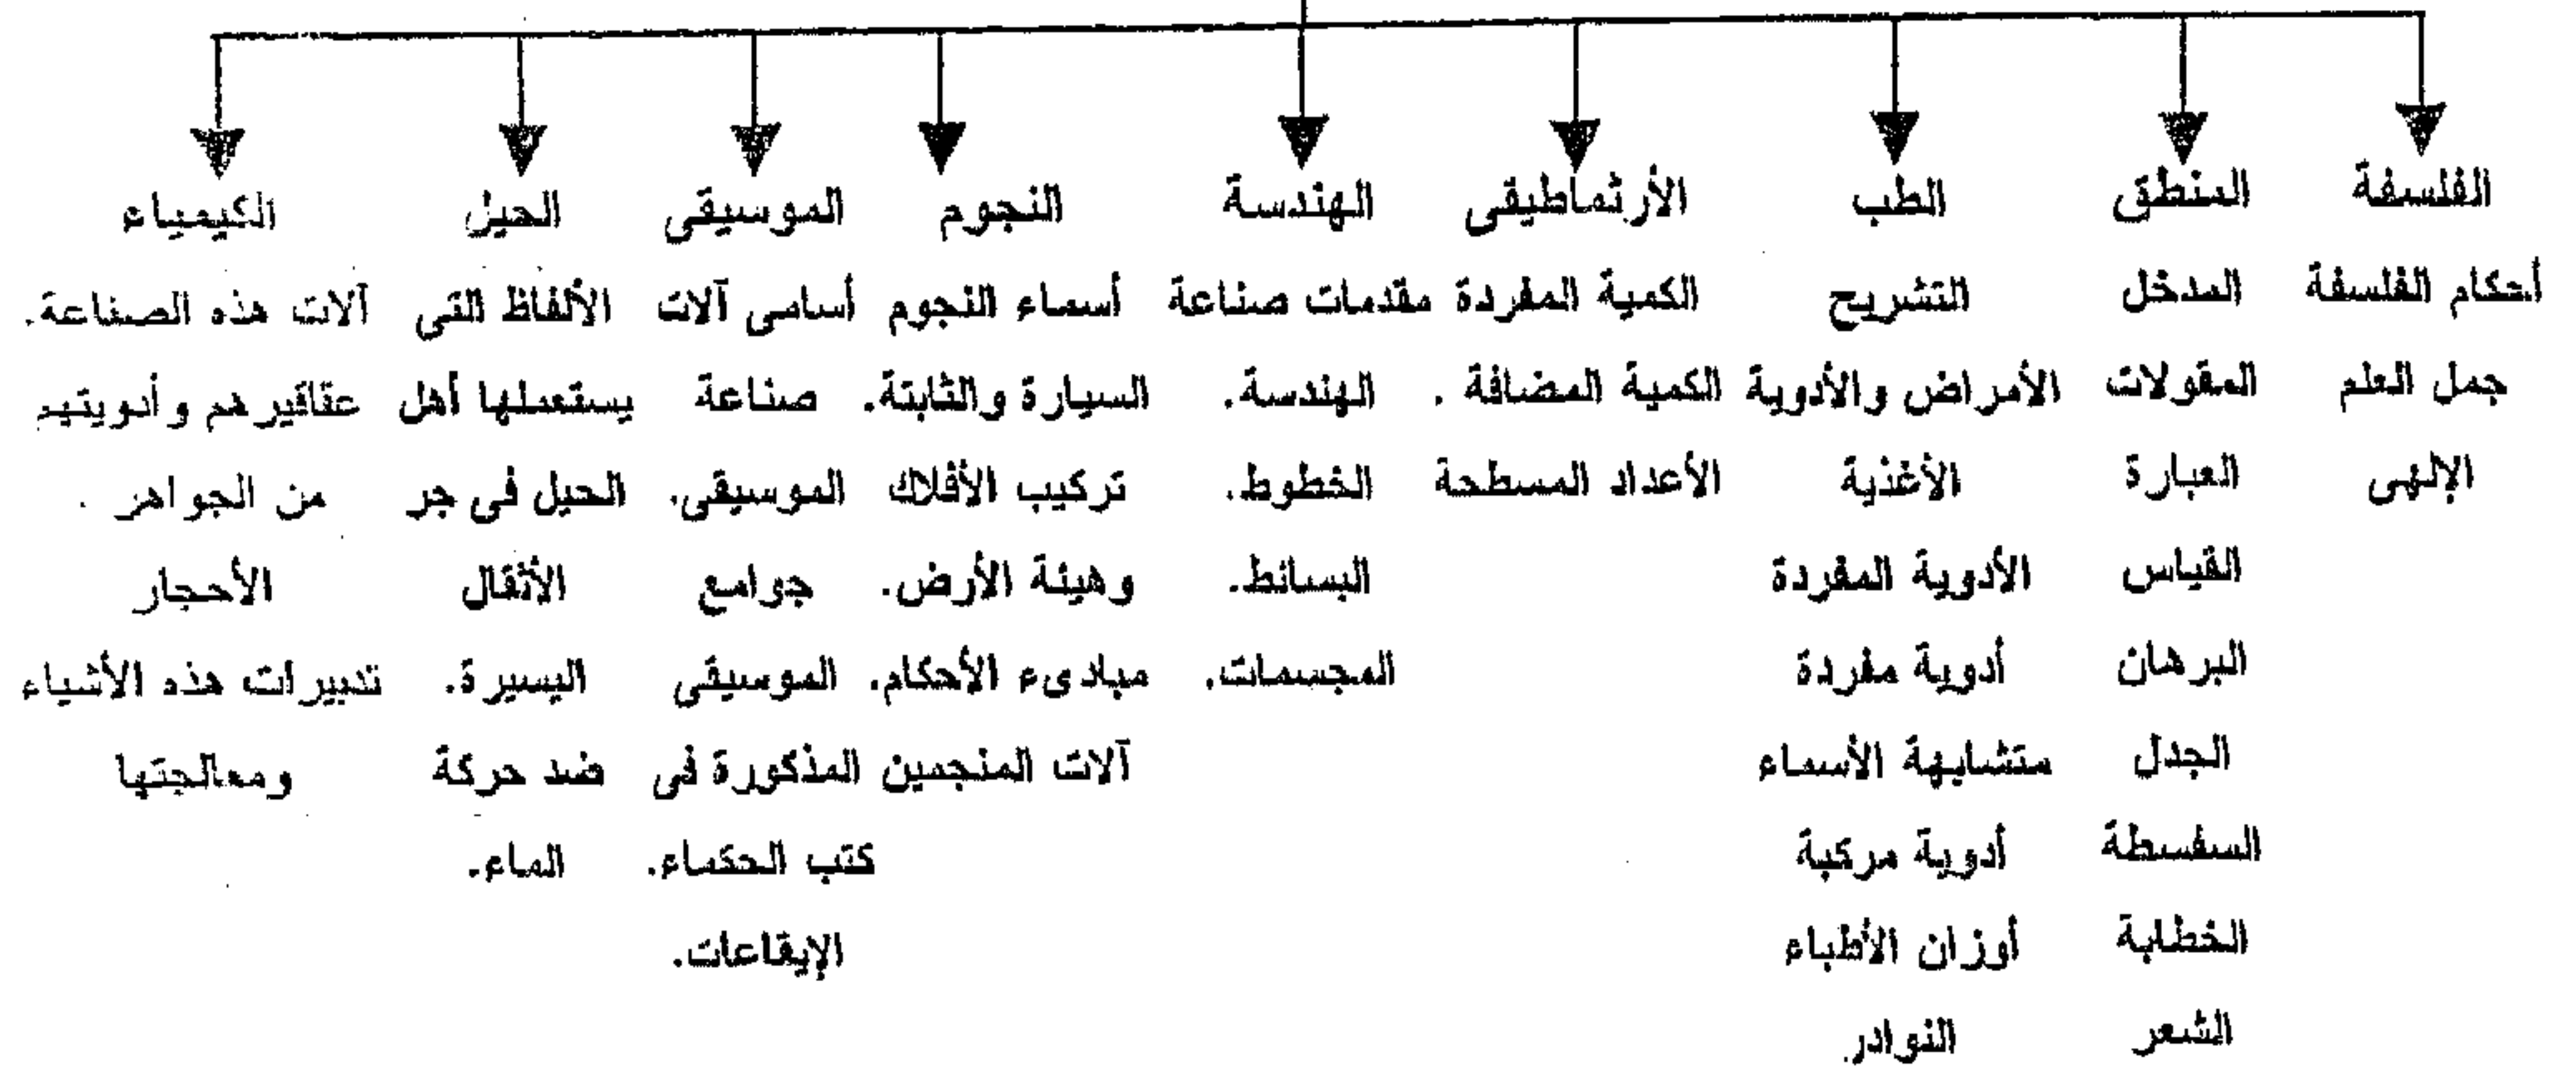 الفلسفة
أحكام الفلسفة
جمل العلم
الإلهى
المنطق
المدخل
المقولات
العبارة
القياس
البرهان
الجدل
السفسطة
الخطابة
الشعر
الطب
التشريح
الأمراض والأدوية
الأغذية
الأدوية المفردة
أدوية مفردة
متشابهة الأسماء
أدوية مركبة
أوزان الأطباء
النوادر
الأرثماطيقى
الكمية المفردة
الكمية المضافة .
الأعداد المسطحة
الهندسة
مقدمات صناعة
الهندسة.
الخطوط.
البسائط.
المجسمات.
النجوم
أسماء النجوم
السيارة والثابتة.
تركيب الأفلاك
وهيئة الأرض.
مبادىء الأحكام.
آلات المنجمين
الموسيقى
أسامى آلات
صناعة
الموسيقى.
جوامع
الموسيقى
المذكورة فى
كتب الحكماء.
الإيقاعات.
الحيل
الألفاظ التى
يستعملها أهل
الحيل فى جر
الأثقال
اليسيرة.
ضد حركة
الماء.
الكيمياء
آلات هذه الصناعة.
عقاقيرهم وأدويتهم
من الجواهر .
الأحجار
تدبيرات هذه الأشياء
ومعالجتها